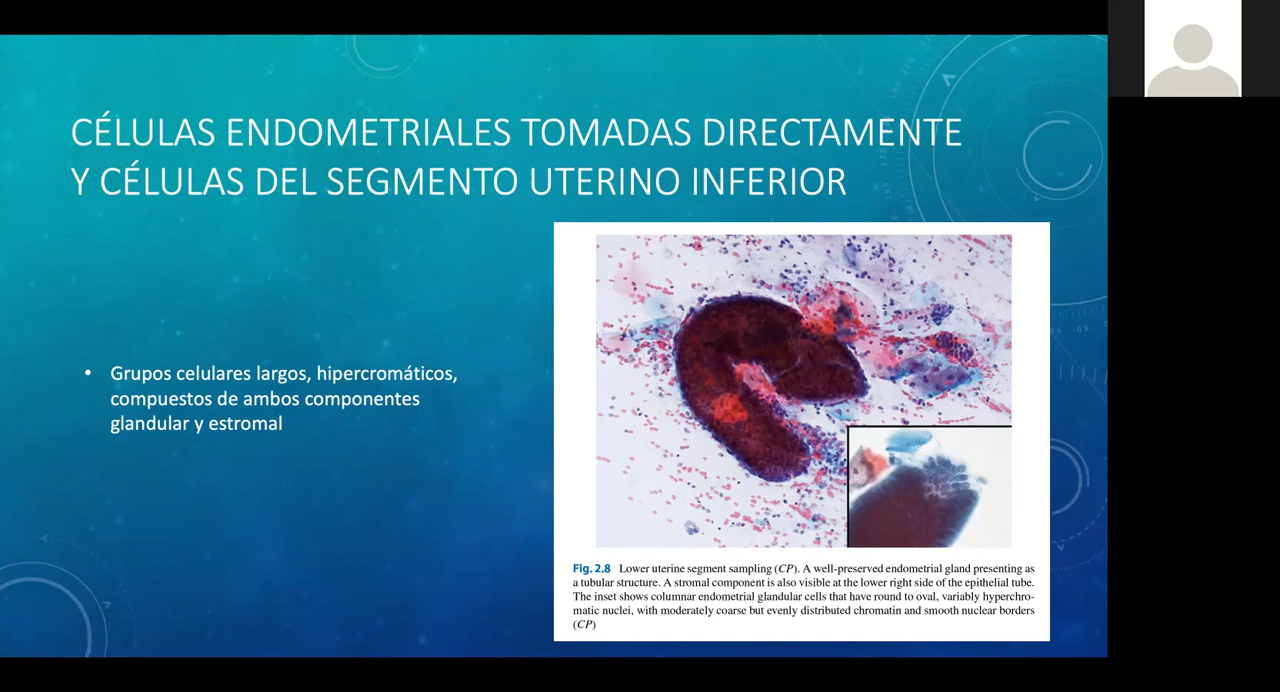 CÉLULAS ENDOMETRIALES TOMADAS DIRECTAMENTE
Y CÉLULAS DEL SEGMENTO UTERINO INFERIOR
• Grupos celulares largos, hipercromáticos,
compuestos de ambos componentes
glandular y estromal
Fig. 2.8 Lower uterine segment sampling (CP). A well-preserved endometrial gland presenting as
a tubular structure. A stromal component is also visible at the lower right side of the epithelial tube.
The inset shows columnar endometrial glandular cells that have round to oval, variably hyperchro-
matic nuclei, with moderately coarse but evenly distributed chromatin and smooth nuclear borders
(CP)